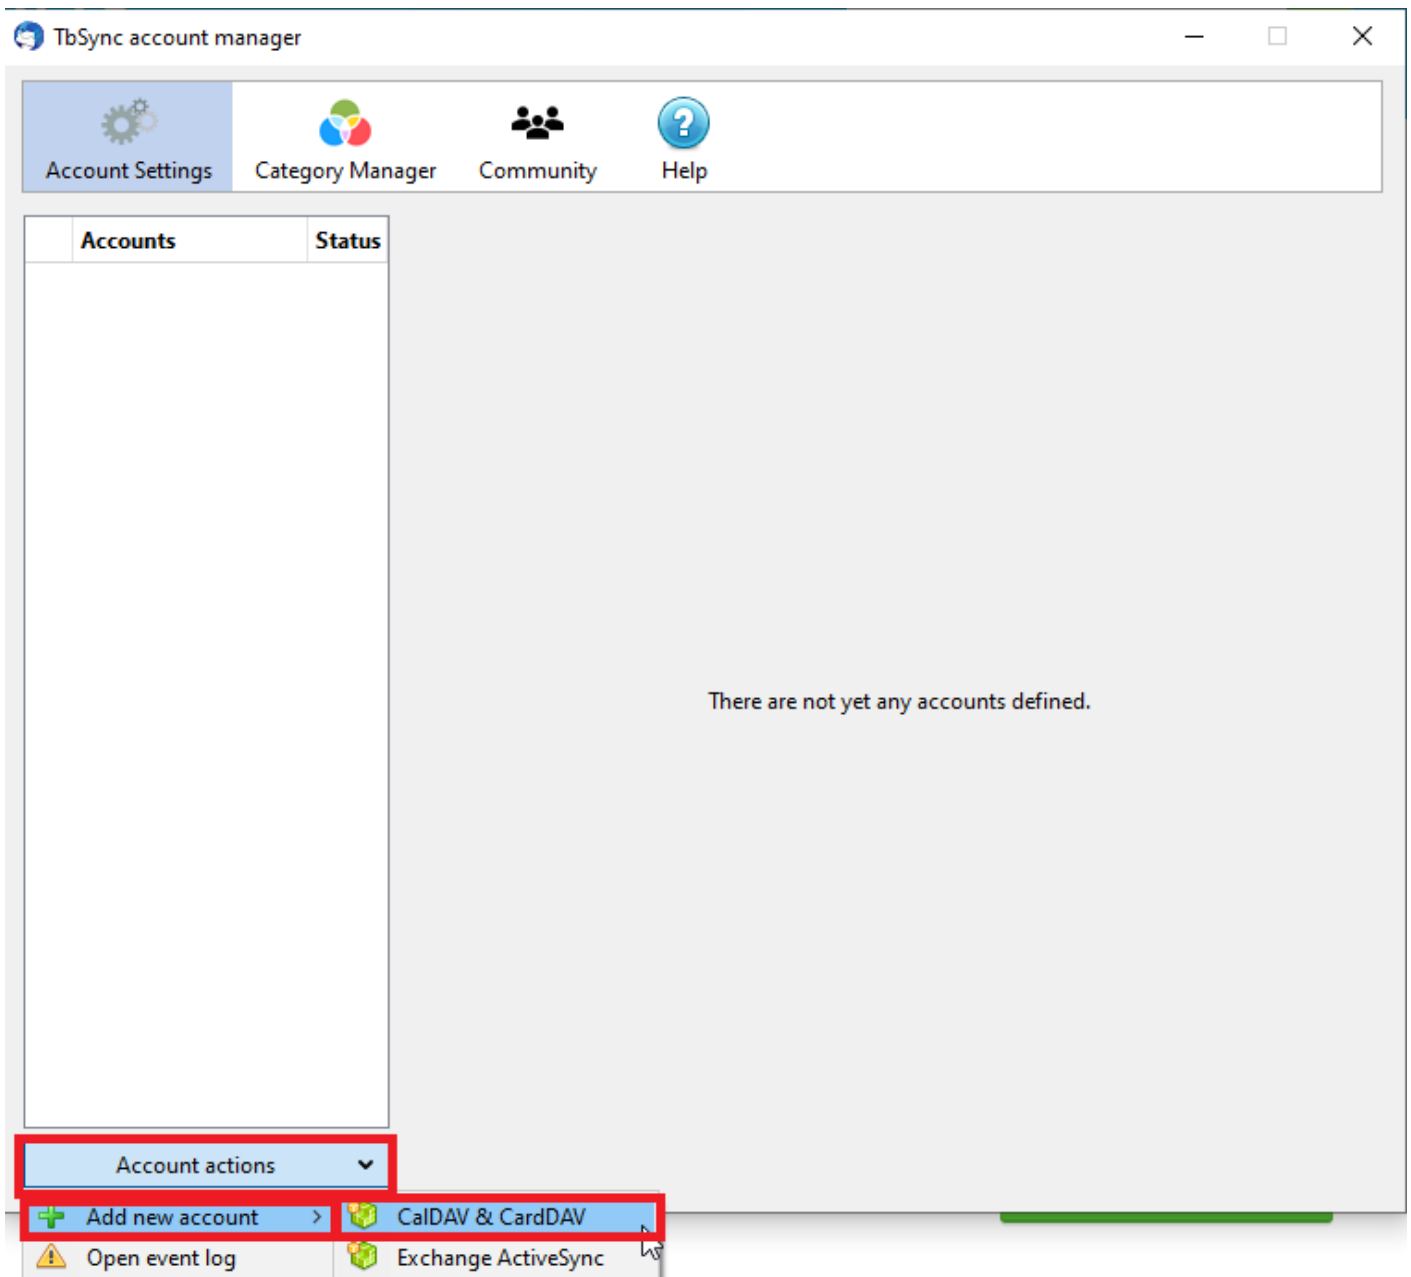 TbSync account manager
Account Settings
Category Manager
Community
?
Help
Accounts
Status
There are not yet any accounts defined.
Account actions
Add new account
CalDAV & CardDAV
Open event log
Exchange ActiveSync